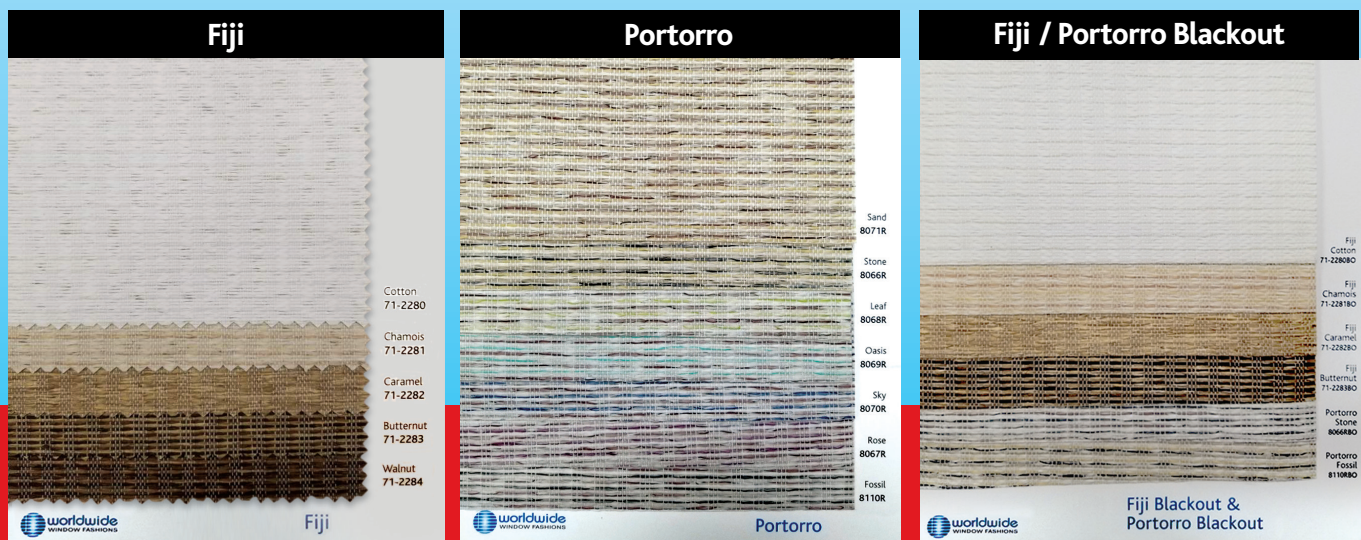 Fiji
Cotton
71-2280
Chamois
71-2281
Caramel
71-2282
Butternut
71-2283
Walnut
71-2284
worldwide
WINDOW FASHIONS
Fiji
Portorro
Sand
8071R
Stone
8066R
Leaf
8068R
Oasis
8069R
Sky
8070R
Rose
8067R
Fossil
8110R
worldwide
WINDOW FASHIONS
Portorro
Fiji / Portorro Blackout
Fiji
Cotton
71-2280BO
Fiji
Chamois
71-2281BO
Fiji
Caramel
71-2282BO
Fiji
Butternut
71-2283BO
Portorro
Stone
8066RBO
Portorro
Fossil
8110RBO
worldwide
WINDOW FASHIONS
Fiji Blackout &
Portorro Blackout